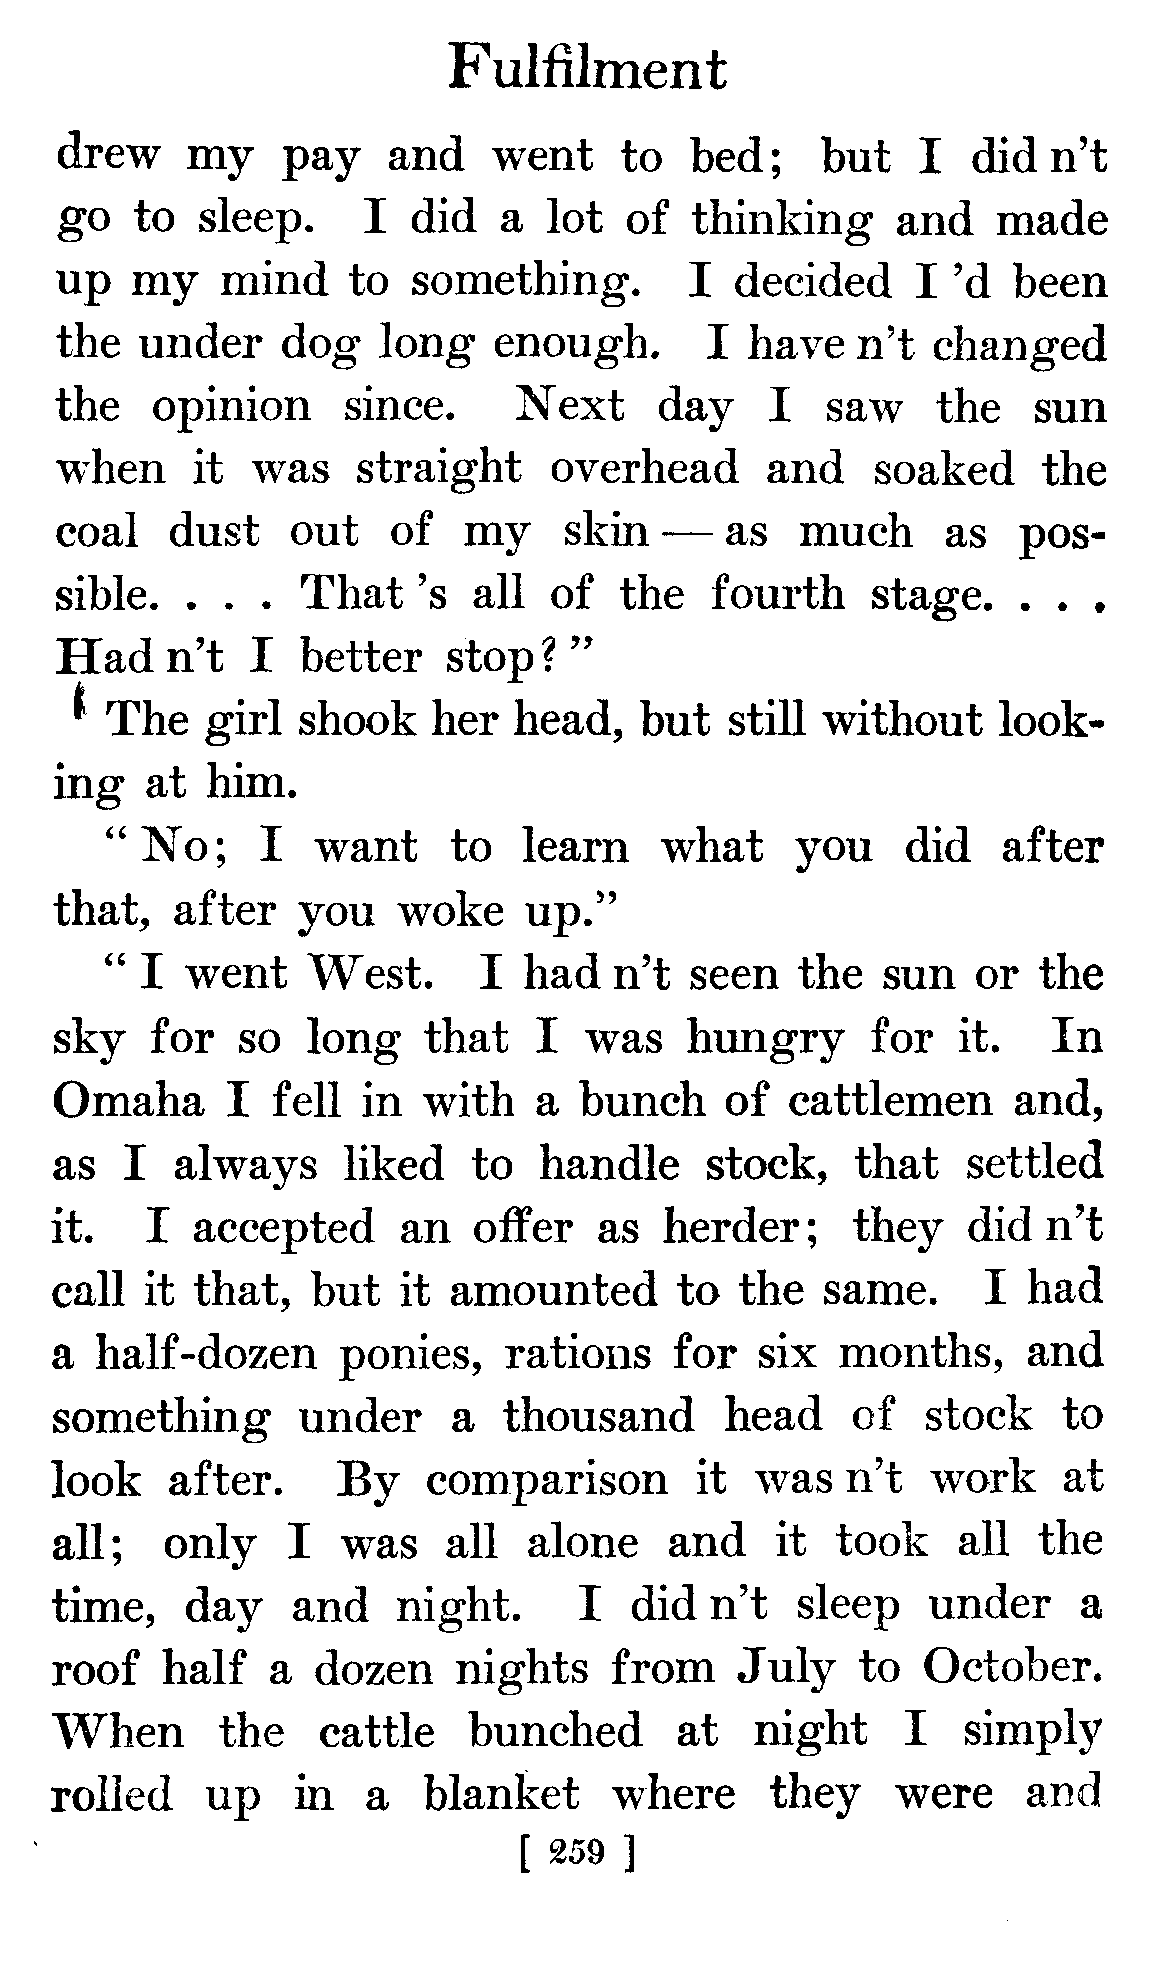 Fulfilment
drew my pay and went to bed; but I did n't
go to sleep. I did a lot of thinking and made
up my mind to something. I decided I 'd been
the under dog long enough. I have n't changed
the opinion since. Next day I saw the sun
when it was straight overhead and soaked the
coal dust out of my skin — as much as pos-
sible. . . . That 's all of the fourth stage. . . .
Had n't I better stop?"
The girl shook her head, but still without look-
ing at him.
"No; I want to learn what you did after
that, after you woke up."
"I went West. I had n't seen the sun or the
sky for so long that I was hungry for it. In
Omaha I fell in with a bunch of cattlemen and,
as I always liked to handle stock, that settled
it. I accepted an offer as herder; they did n't
call it that, but it amounted to the same. I had
a half-dozen ponies, rations for six months, and
something under a thousand head of stock to
look after. By comparison it was n't work at
all; only I was all alone and it took all the
time, day and night. I did n't sleep under a
roof half a dozen nights from July to October.
When the cattle bunched at night I simply
rolled up in a blanket where they were and
[ 259 ]